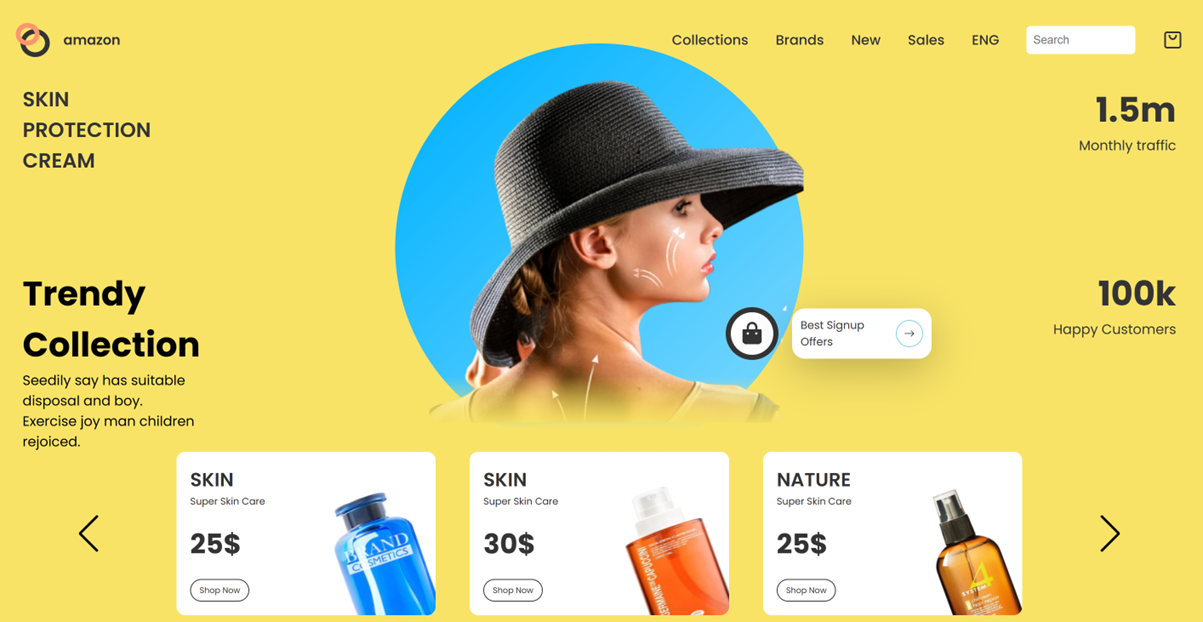 amazon
Collections
Brands
New
Sales
ENG
Search
SKIN
PROTECTION
CREAM
1.5m
Monthly traffic
Trendy
Collection
Seedily say has suitable
disposal and boy.
Exercise joy man children
rejoiced.
100k
Happy Customers
Best Signup
Offers
SKIN
Super Skin Care
25$
Shop Now
BRAND
COSMETICS
SKIN
Super Skin Care
30$
Shop Now
NATURE
Super Skin Care
25$
Shop Now
4
SYSTEM